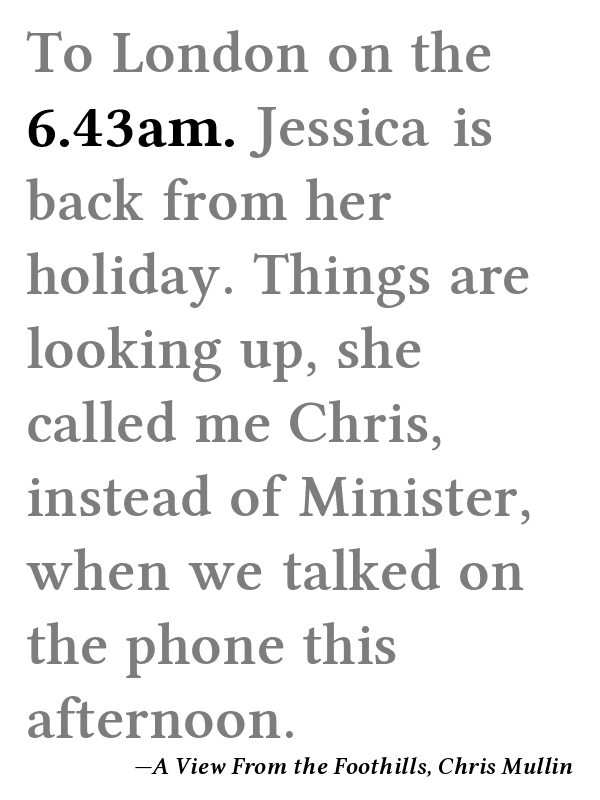 To London on the
6.43am. Jessica is
back from her
holiday. Things are
looking up, she
called me Chris,
instead of Minister,
when we talked on
the phone this
afternoon.
—A View From the Foothills, Chris Mullin